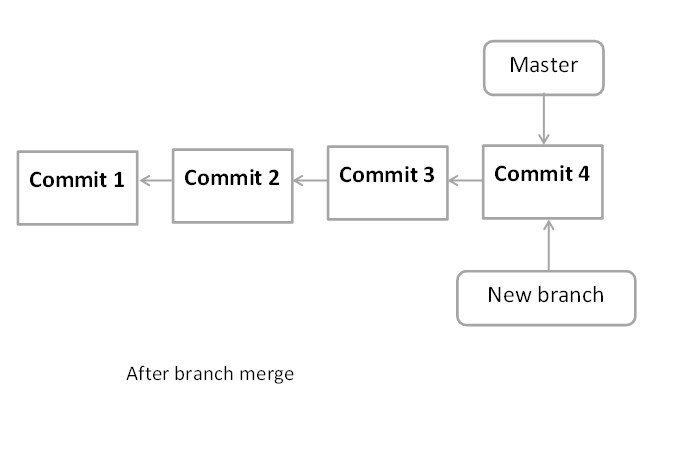 Master
Commit 1
Commit 2
Commit 3
Commit 4
New branch
After branch merge